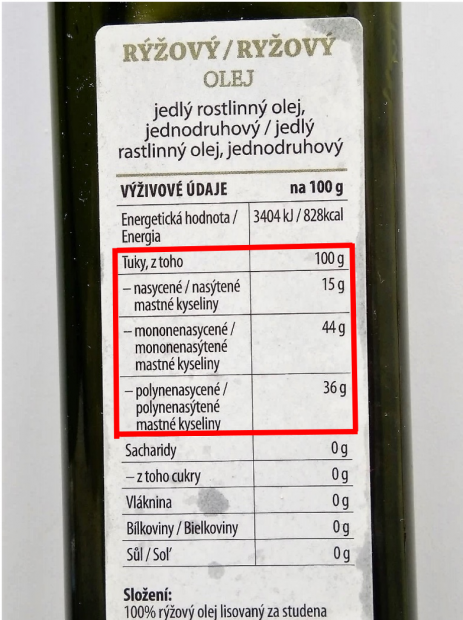 RÝŽOVÝ / RYŽOVÝ
OLEJ
jedlý rostlinný olej,
jednodruhový / jedlý
rastlinný olej, jednodruhový
VÝŽIVOVÉ ÚDAJE na 100 g
Energetická hodnota / 3404 kJ / 828kcal
Energia
Tuky, z toho 100 g
– nasycené / nasýtené 15 g
mastné kyseliny
– mononenasycené / 44 g
mononenasýtené
mastné kyseliny
– polynenasycené / 36 g
polynenasýtené
mastné kyseliny
Sacharidy 0 g
– z toho cukry 0 g
Vláknina 0 g
Bílkoviny / Bielkoviny 0 g
Sůl / Soľ 0 g
Složení:
100% rýžový olej lisovaný za studena